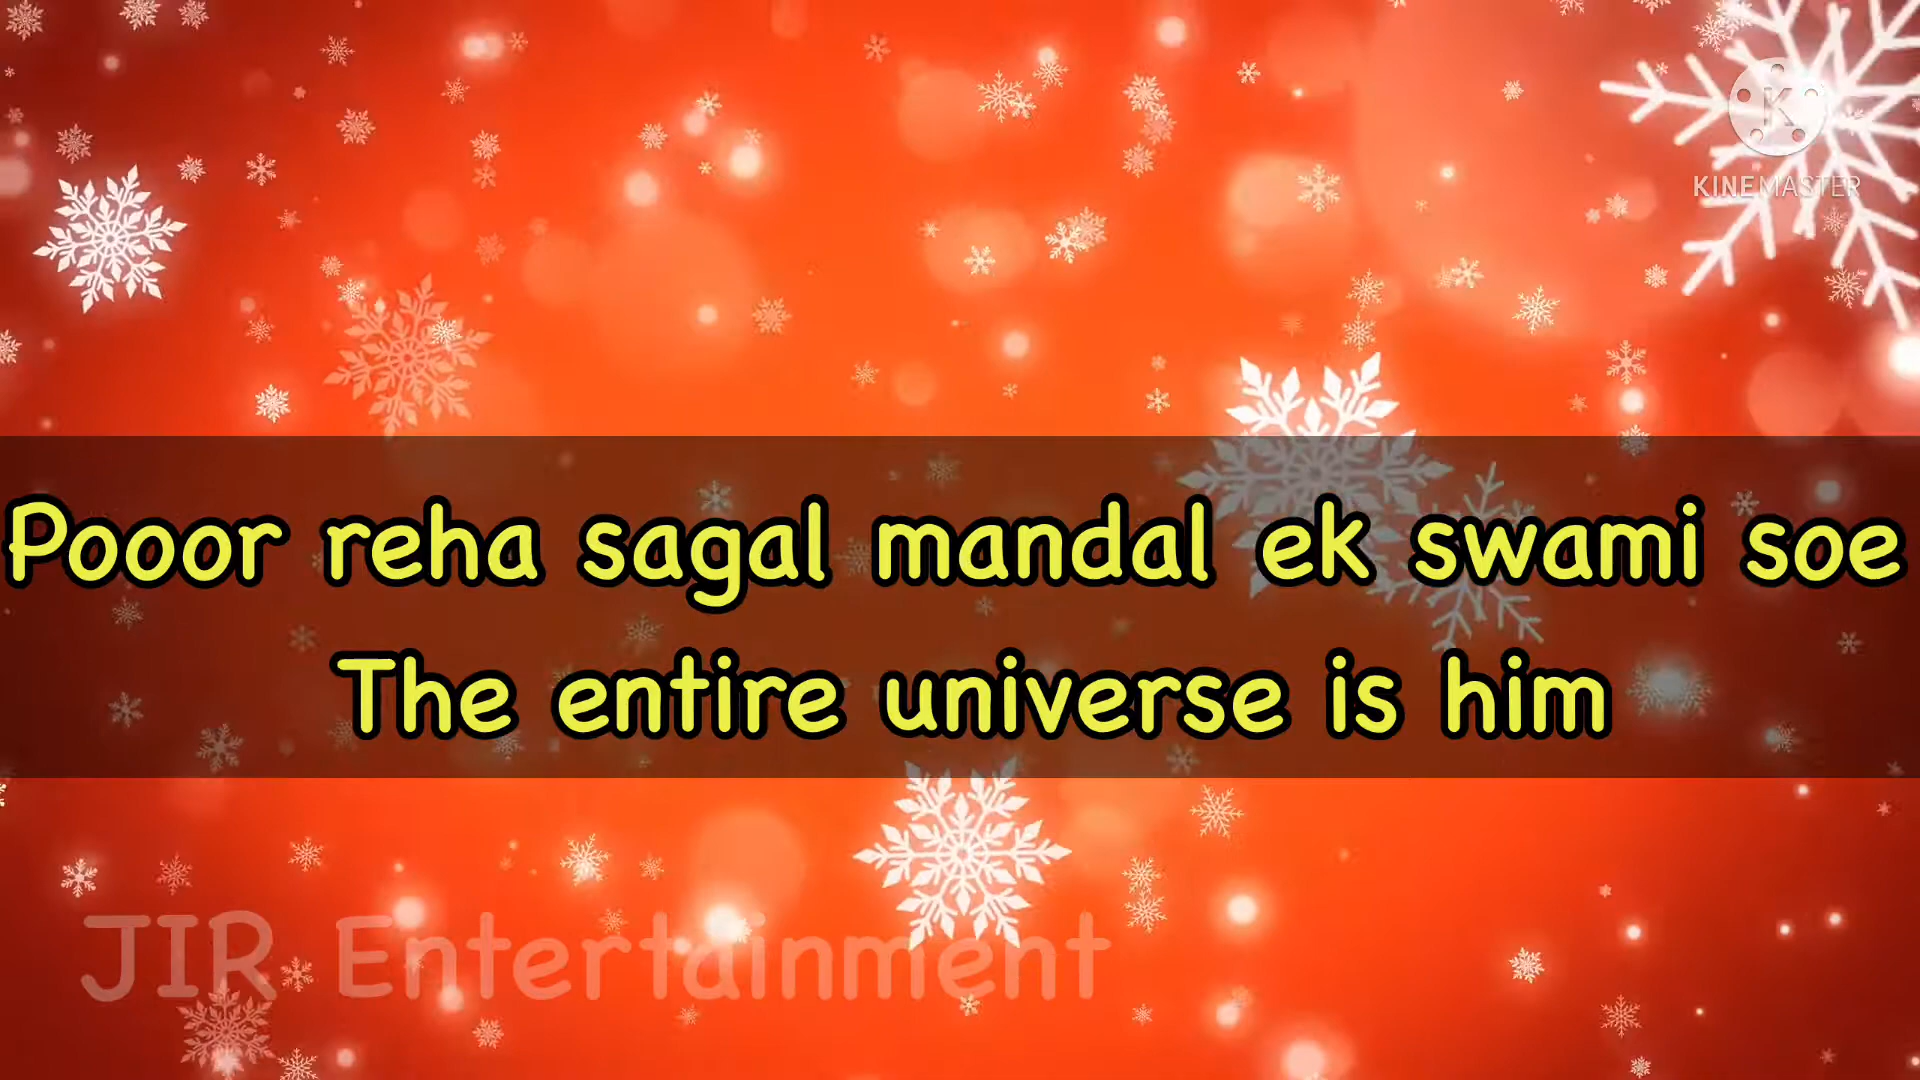 KINEMASTER
Pooor reha sagal mandal ek swami soe
The entire universe is him
JIR Entertainment